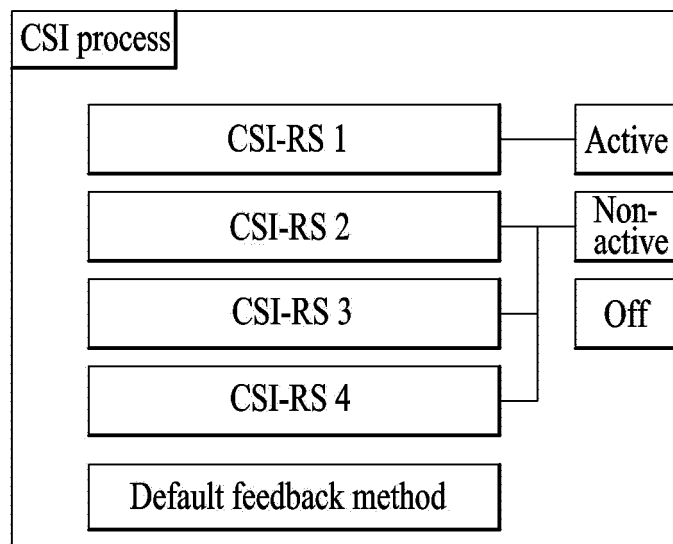 CSI process
CSI-RS 1
Active
CSI-RS 2
Non-
active
CSI-RS 3
Off
CSI-RS 4
Default feedback method